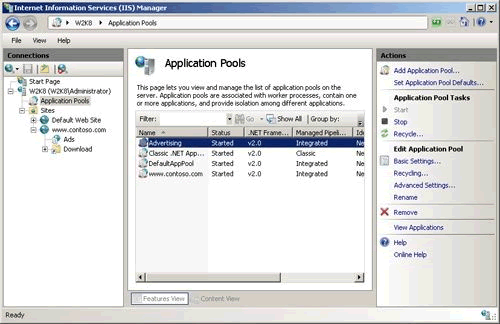 Internet Information Services (IIS) Manager
W2K8 ▸ Application Pools
File View Help
Connections
Start Page
W2K8 (W2K8\Administrator)
Application Pools
Sites
Default Web Site
www.contoso.com
Ads
Download
Application Pools
This page lets you view and manage the list of application pools on the
server. Application pools are associated with worker processes, contain one
or more applications, and provide isolation among different applications.
Filter: Go Show All Group by:
Name Status .NET Frame... Managed Pipeli... Ide
Advertising Started v2.0 Integrated Ne
Classic .NET App... Started v2.0 Classic Ne
DefaultAppPool Started v2.0 Integrated Ne
www.contoso.com Started v2.0 Integrated Ne
Features View Content View
Actions
Add Application Pool...
Set Application Pool Defaults...
Application Pool Tasks
Start
Stop
Recycle...
Edit Application Pool
Basic Settings...
Recycling...
Advanced Settings...
Rename
Remove
View Applications
Help
Online Help
Ready